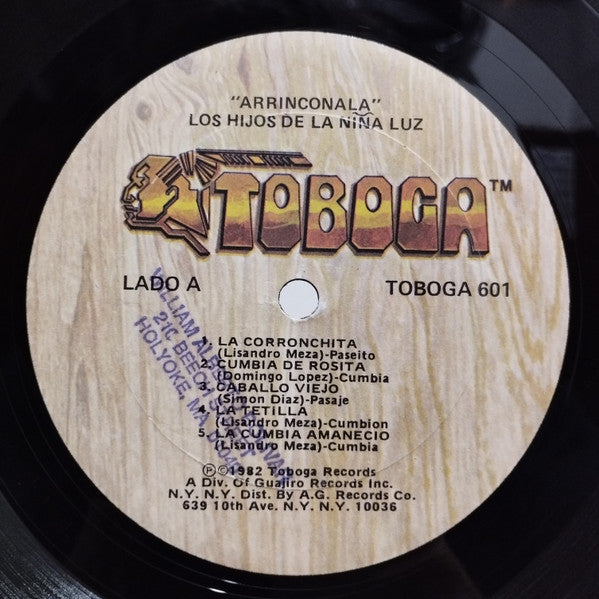 "ARRINCONALA"
LOS HIJOS DE LA NIÑA LUZ
TOBOGA™
LADO A
TOBOGA 601
1. LA CORRONCHITA
(Lisandro Meza)-Paseito
2. CUMBIA DE ROSITA
(Domingo Lopez)-Cumbia
3. CABALLO VIEJO
(Simon Diaz)-Pasaje
4. LA TETILLA
(Lisandro Meza)-Cumbion
5. LA CUMBIA AMANECIO
(Lisandro Meza)-Cumbia
℗©1982 Toboga Records
A Div. Of Guajiro Records Inc.
N.Y. N.Y. Dist. By A.G. Records Co.
639 10th Ave. N.Y. N.Y. 10036
WILLIAM
21C BEECH
HOLYOKE, MA.